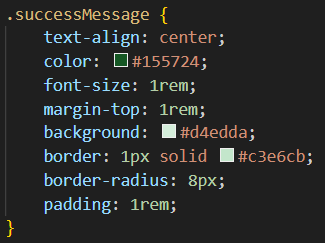 .successMessage {
    text-align: center;
    color: #155724;
    font-size: 1rem;
    margin-top: 1rem;
    background: #d4edda;
    border: 1px solid #c3e6cb;
    border-radius: 8px;
    padding: 1rem;
}